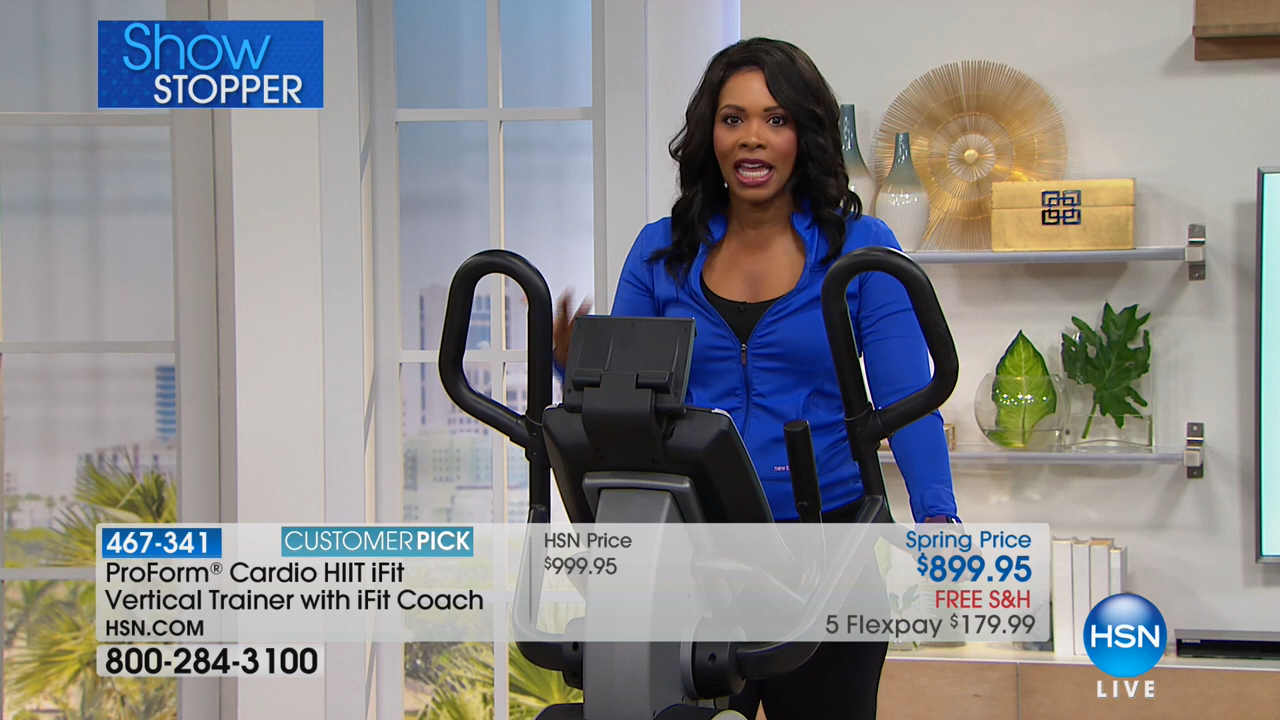 Show
STOPPER
467-341
CUSTOMERPICK
ProForm® Cardio HIIT iFit
Vertical Trainer with iFit Coach
HSN.COM
800-284-3100
HSN Price
$999.95
Spring Price
$899.95
FREE S&H
5 Flexpay $179.99
HSN
LIVE